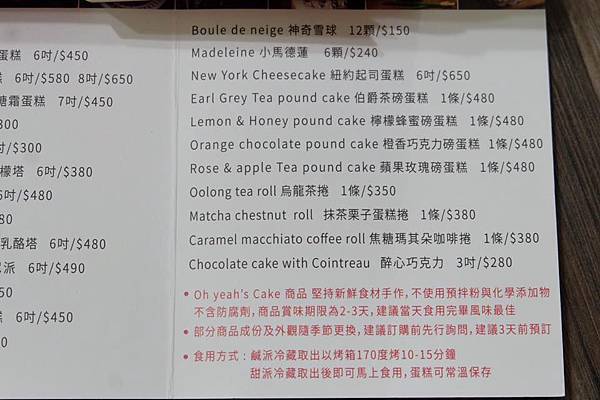 蛋糕 6吋/$450
6吋/$580 8吋/$650
糖霜蛋糕 7吋/$450
300
吋/$300
檬塔 6吋/$380
6吋/$480
80
乳酪塔 6吋/$480
派 6吋/$490
50
6吋/$450
0
Boule de neige 神奇雪球 12顆/$150
Madeleine 小馬德蓮 6顆/$240
New York Cheesecake 紐約起司蛋糕 6吋/$650
Earl Grey Tea pound cake 伯爵茶磅蛋糕 1條/$480
Lemon & Honey pound cake 檸檬蜂蜜磅蛋糕 1條/$480
Orange chocolate pound cake 橙香巧克力磅蛋糕 1條/$480
Rose & apple Tea pound cake 蘋果玫瑰磅蛋糕 1條/$480
Oolong tea roll 烏龍茶捲 1條/$350
Matcha chestnut roll 抹茶栗子蛋糕捲 1條/$380
Caramel macchiato coffee roll 焦糖瑪其朵咖啡捲 1條/$380
Chocolate cake with Cointreau 醉心巧克力 3吋/$280
• Oh yeah's Cake 商品 堅持新鮮食材手作,不使用預拌粉與化學添加物
不含防腐劑,商品賞味期限為2-3天,建議當天食用完畢風味最佳
• 部分商品成份及外觀隨季節更換,建議訂購前先行詢問,建議3天前預訂
• 食用方式:鹹派冷藏取出以烤箱170度烤10-15分鐘
甜派冷藏取出後即可馬上食用,蛋糕可常溫保存